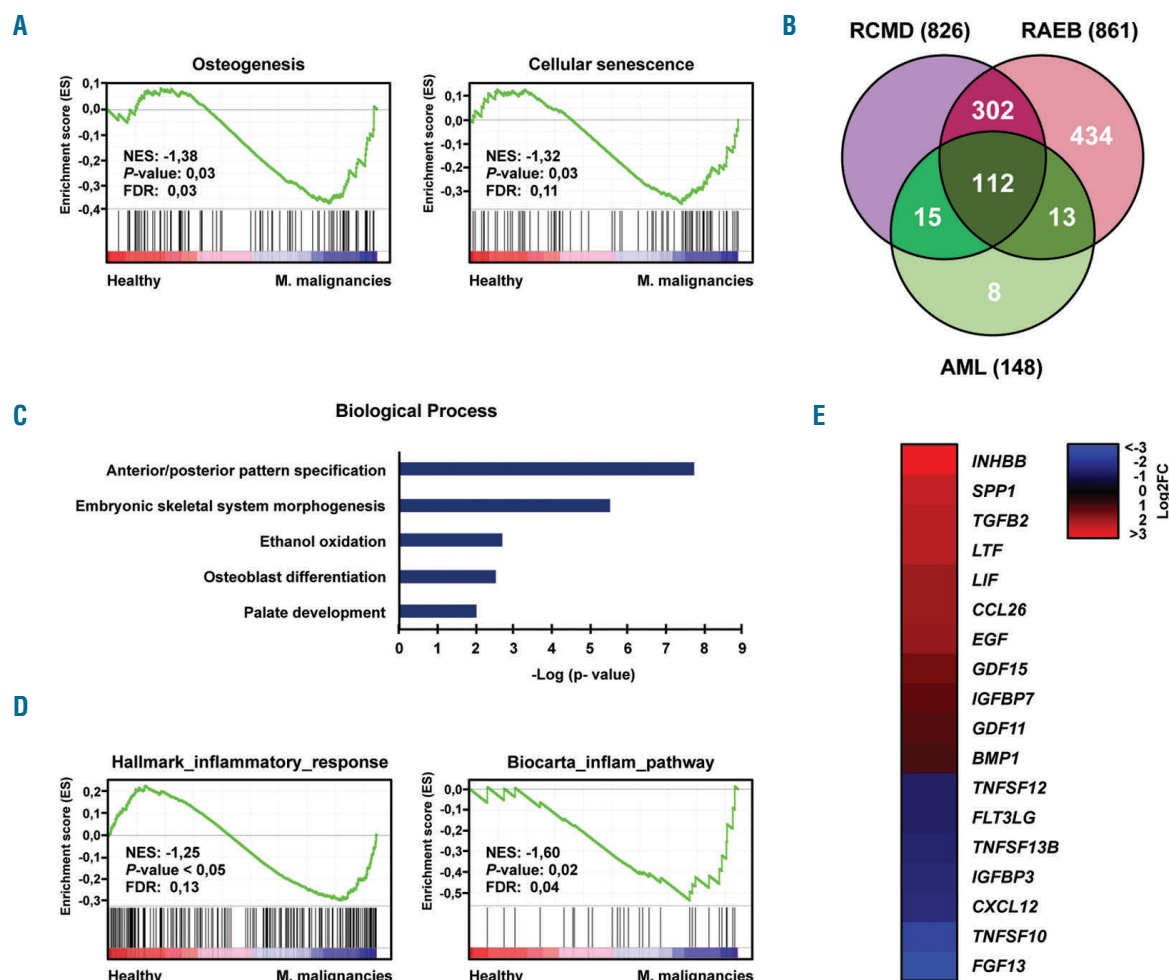 A
Osteogenesis
Enrichment score (ES)
0,1
0,0
-0,1
-0,2
-0,3
-0,4
NES: -1,38
P-value: 0,03
FDR: 0,03
Healthy M. malignancies
Cellular senescence
Enrichment score (ES)
0,1
0,0
-0,1
-0,2
-0,3
NES: -1,32
P-value: 0,03
FDR: 0,11
Healthy M. malignancies
B
RCMD (826) RAEB (861)
302
434
112
15 13
8
AML (148)
C
Biological Process
Anterior/posterior pattern specification
Embryonic skeletal system morphogenesis
Ethanol oxidation
Osteoblast differentiation
Palate development
0 1 2 3 4 5 6 7 8 9
-Log (p- value)
D
Hallmark_inflammatory_response
Enrichment score (ES)
0,2
0,1
0,0
-0,1
-0,2
-0,3
NES: -1,25
P-value < 0,05
FDR: 0,13
Healthy M. malignancies
Biocarta_inflam_pathway
Enrichment score (ES)
0,0
-0,1
-0,2
-0,3
-0,4
-0,5
NES: -1,60
P-value: 0,02
FDR: 0,04
Healthy M. malignancies
E
INHBB
SPP1
TGFB2
LTF
LIF
CCL26
EGF
GDF15
IGFBP7
GDF11
BMP1
TNFSF12
FLT3LG
TNFSF13B
IGFBP3
CXCL12
TNFSF10
FGF13
<-3
-2
-1
0
1
2
>3
Log2FC